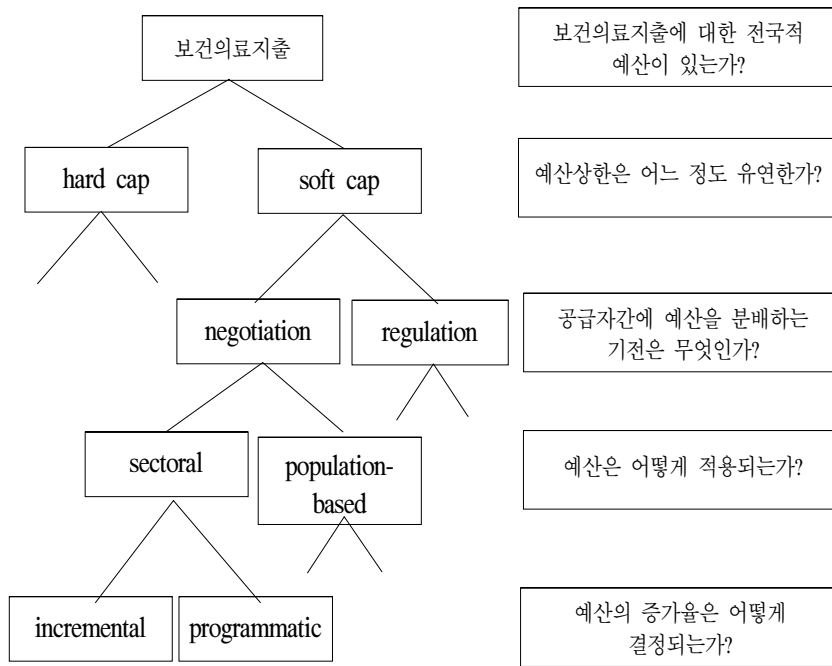 보건의료지출
보건의료지출에 대한 전국적
예산이 있는가?
hard cap
soft cap
예산상한은 어느 정도 유연한가?
negotiation
regulation
공급자간에 예산을 분배하는
기전은 무엇인가?
sectoral
population-
based
예산은 어떻게 적용되는가?
incremental
programmatic
예산의 증가율은 어떻게
결정되는가?